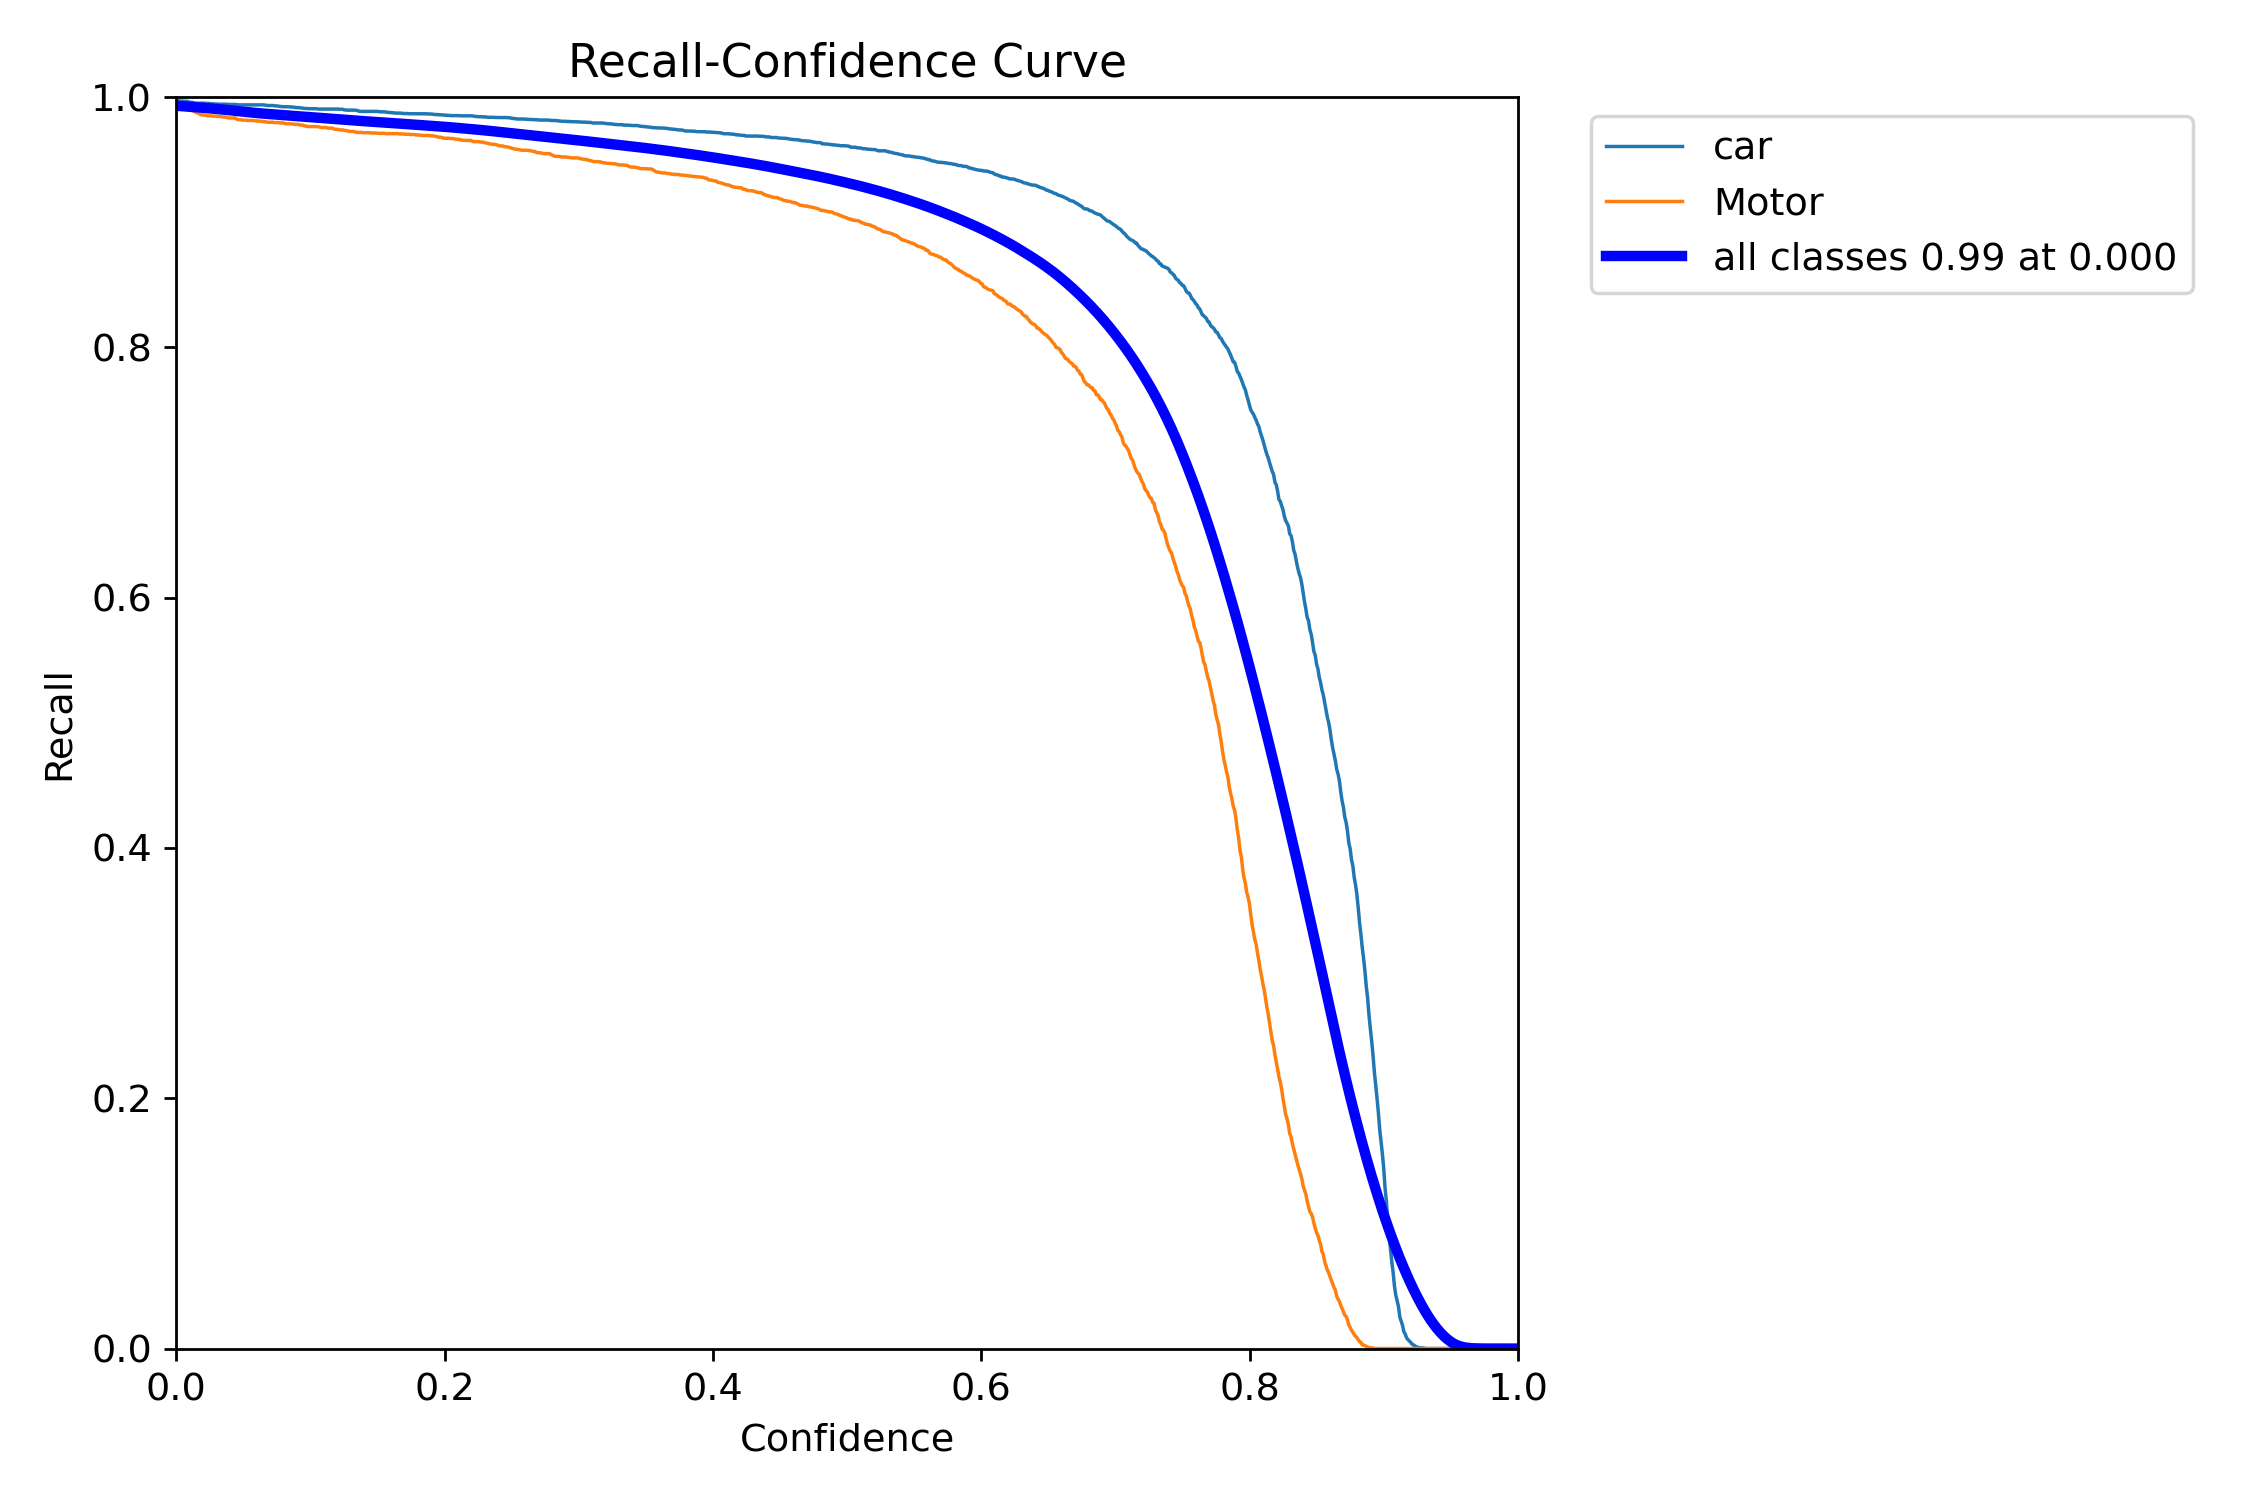 Recall-Confidence Curve
car
Motor
all classes 0.99 at 0.000
1.0
0.8
0.6
0.4
0.2
0.0
Recall
0.0 0.2 0.4 0.6 0.8 1.0
Confidence